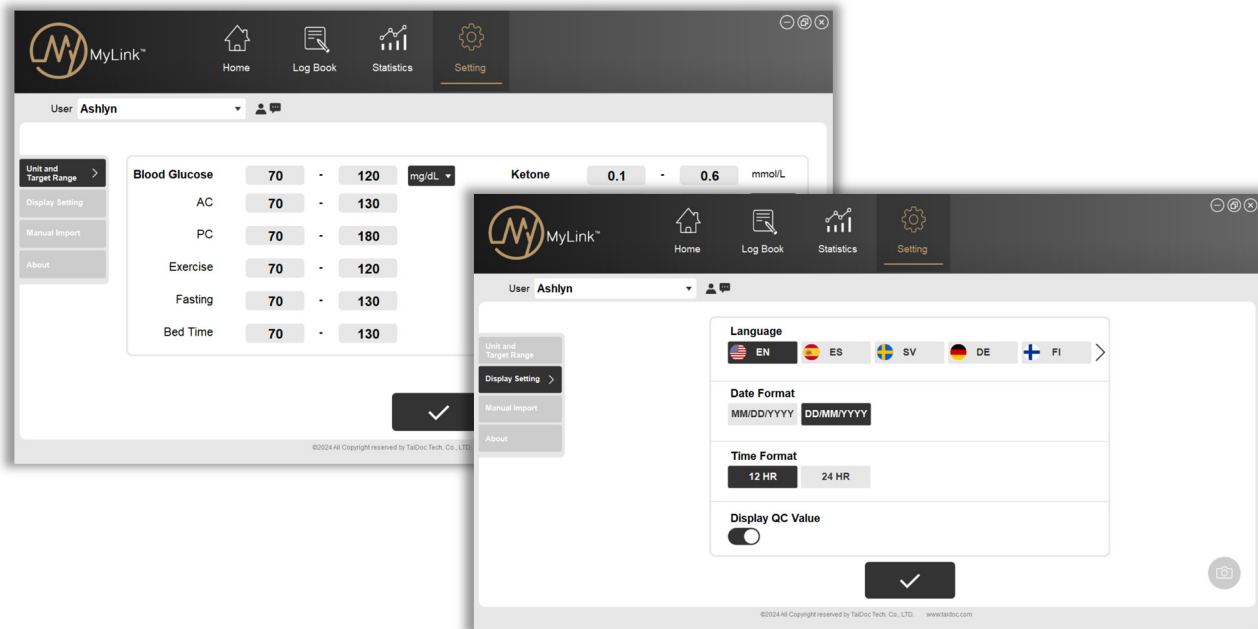 My MyLink™
Home
Log Book
Statistics
Setting
User Ashlyn
Unit and
Target Range
Display Setting
Manual Import
About
Blood Glucose 70 - 120 mg/dL
AC 70 - 130
PC 70 - 180
Exercise 70 - 120
Fasting 70 - 130
Bed Time 70 - 130
Ketone 0.1 - 0.6 mmol/L
©2024 All Copyright reserved by TaiDoc Tech. Co., LTD.
My MyLink™
Home
Log Book
Statistics
Setting
User Ashlyn
Unit and
Target Range
Display Setting
Manual Import
About
Language
EN ES SV DE FI
Date Format
MM/DD/YYYY DD/MM/YYYY
Time Format
12 HR 24 HR
Display QC Value
©2024 All Copyright reserved by TaiDoc Tech. Co., LTD. www.taidoc.com